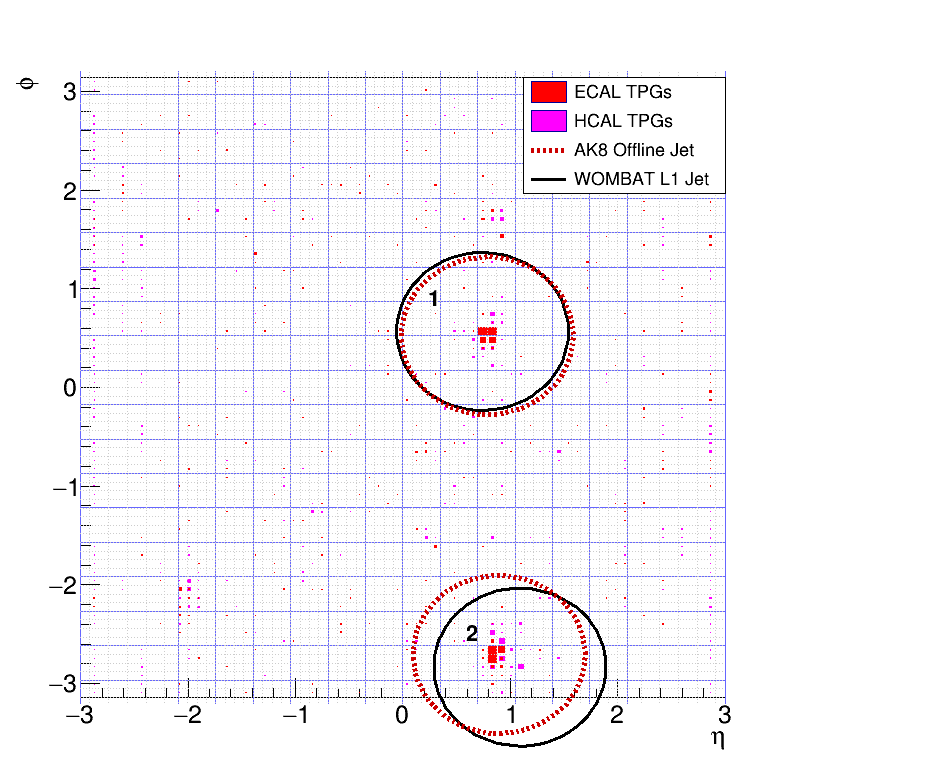 ϕ
3
2
1
0
−1
−2
−3
ECAL TPGs
HCAL TPGs
AK8 Offline Jet
WOMBAT L1 Jet
1
2
−3 −2 −1 0 1 2 3
η